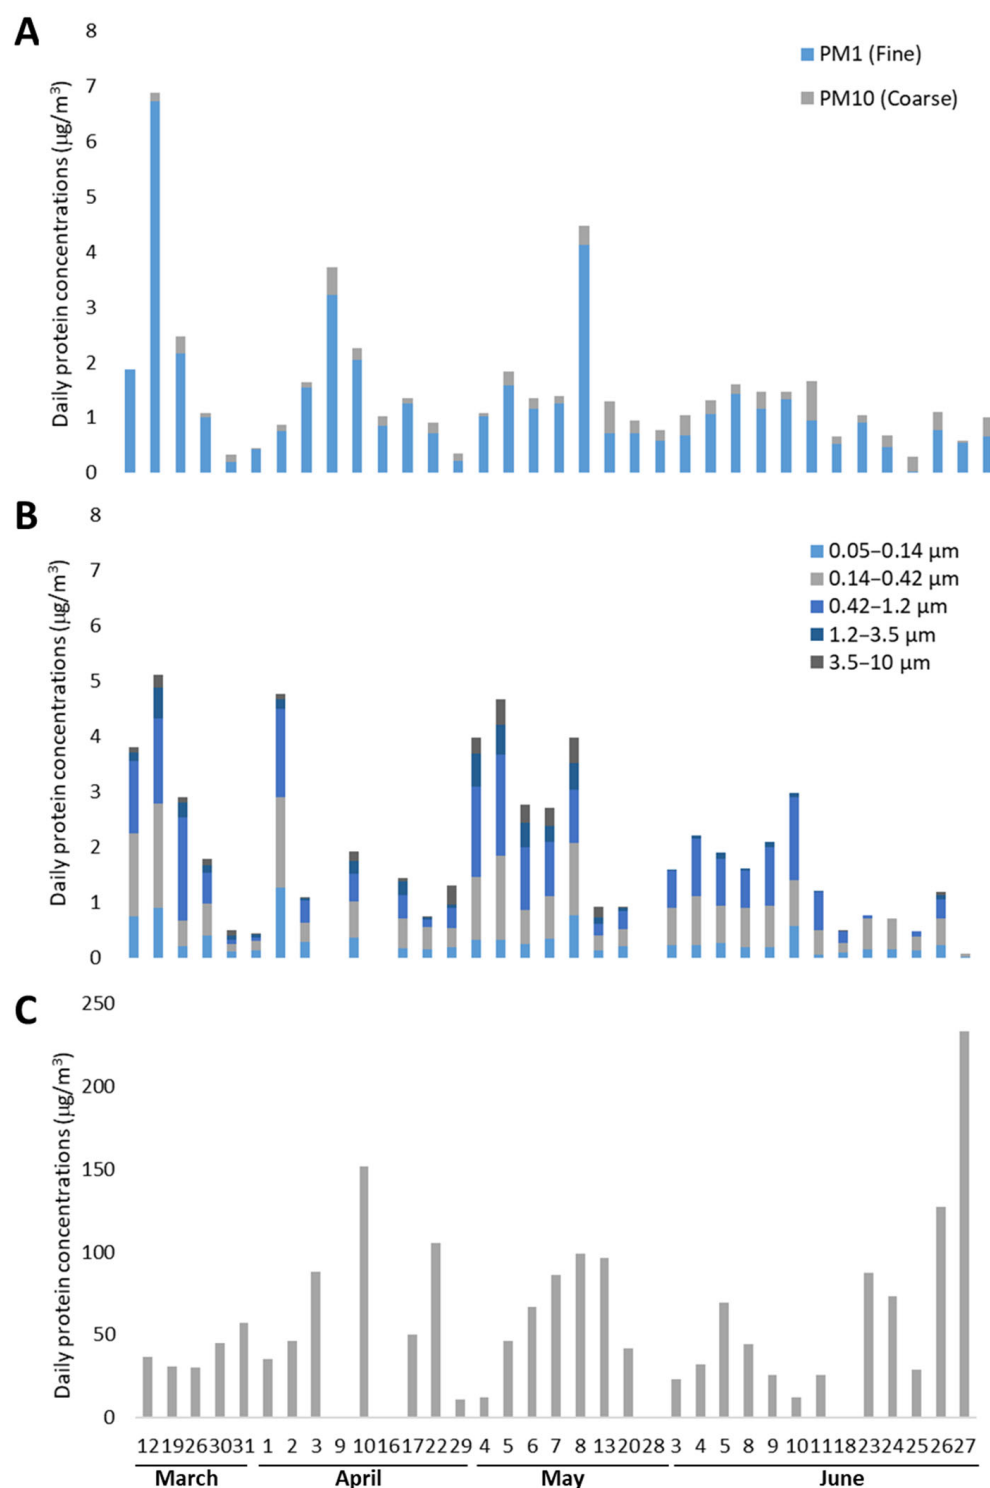 A
8
7
6
5
4
3
2
1
0
Daily protein concentrations (µg/m³)
PM1 (Fine)
PM10 (Coarse)
B
8
7
6
5
4
3
2
1
0
Daily protein concentrations (µg/m³)
0.05–0.14 µm
0.14–0.42 µm
0.42–1.2 µm
1.2–3.5 µm
3.5–10 µm
C
250
200
150
100
50
0
Daily protein concentrations (µg/m³)
12 19 26 30 31 1 2 3 9 10 16 17 22 29 4 5 6 7 8 13 20 28 3 4 5 8 9 10 11 18 23 24 25 26 27
March April May June